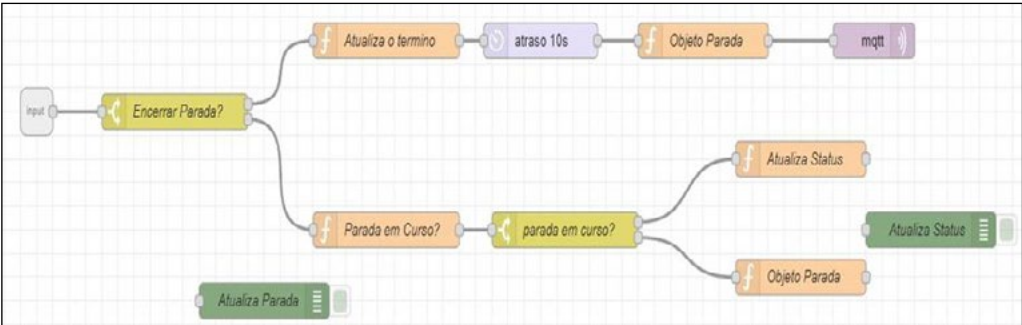 Atualiza o termino
atraso 10s
Objeto Parada
mqtt
Input
Encerrar Parada?
Atualiza Status
Parada em Curso?
parada em curso?
Atualiza Status
Objeto Parada
Atualiza Parada